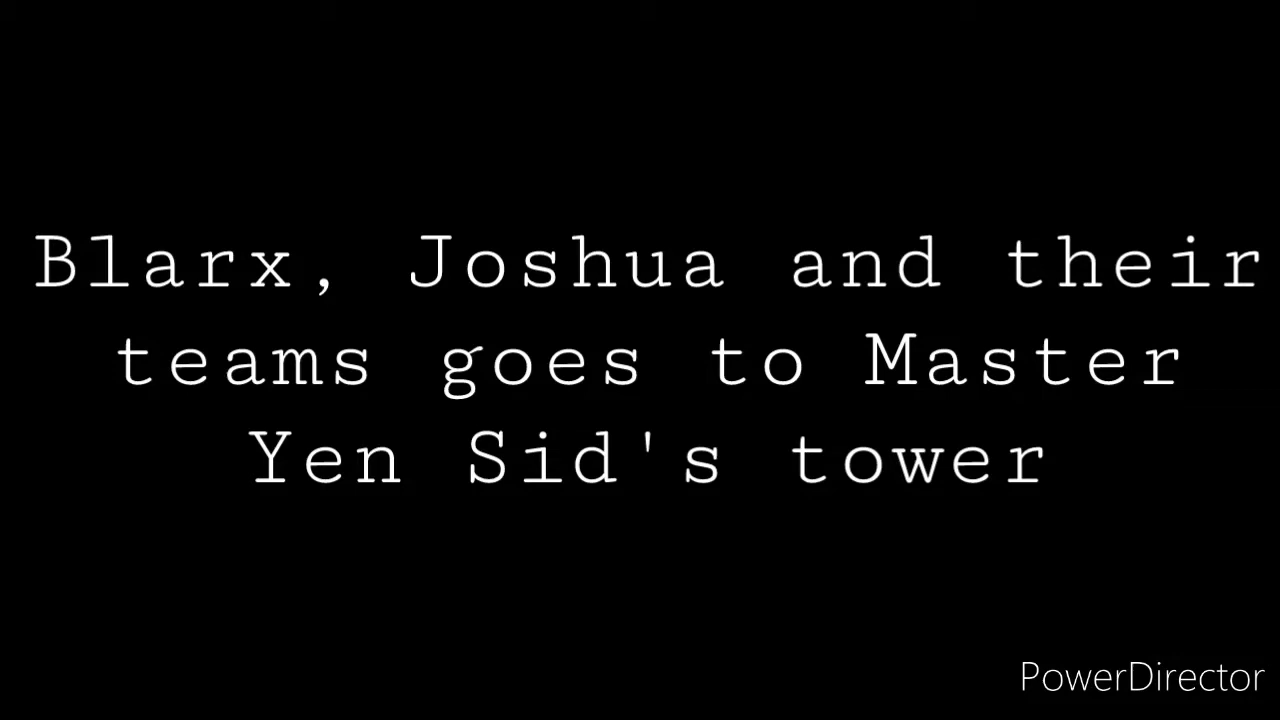 Blarx, Joshua and their
teams goes to Master
Yen Sid's tower
PowerDirector